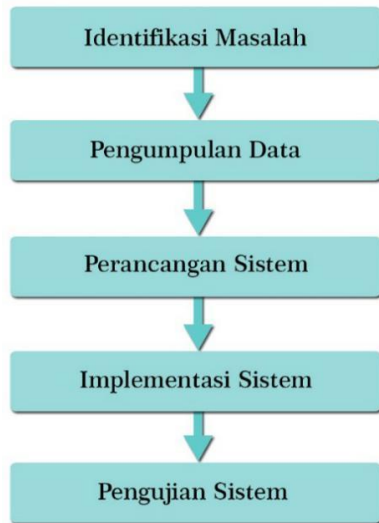 Identifikasi Masalah
Pengumpulan Data
Perancangan Sistem
Implementasi Sistem
Pengujian Sistem